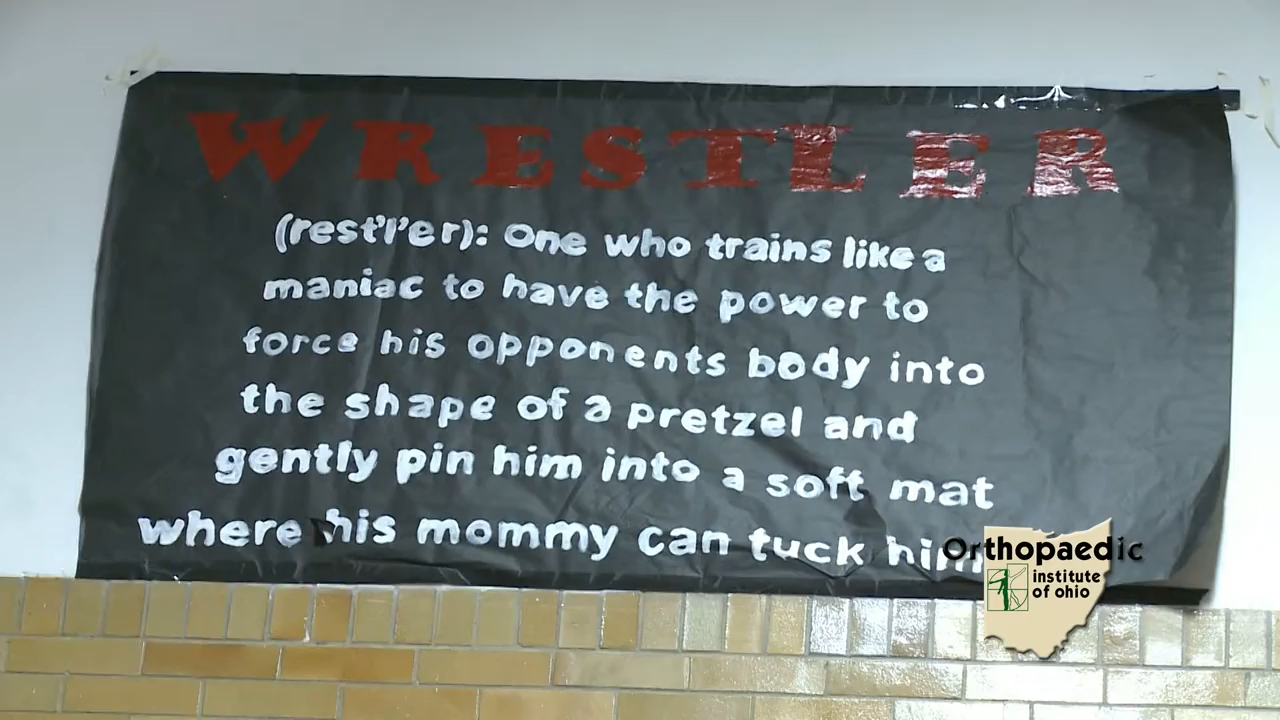 WRESTLER
(rest'l'er): One who trains like a
maniac to have the power to
force his opponents body into
the shape of a pretzel and
gently pin him into a soft mat
where his mommy can tuck him
Orthopaedic
institute
of ohio